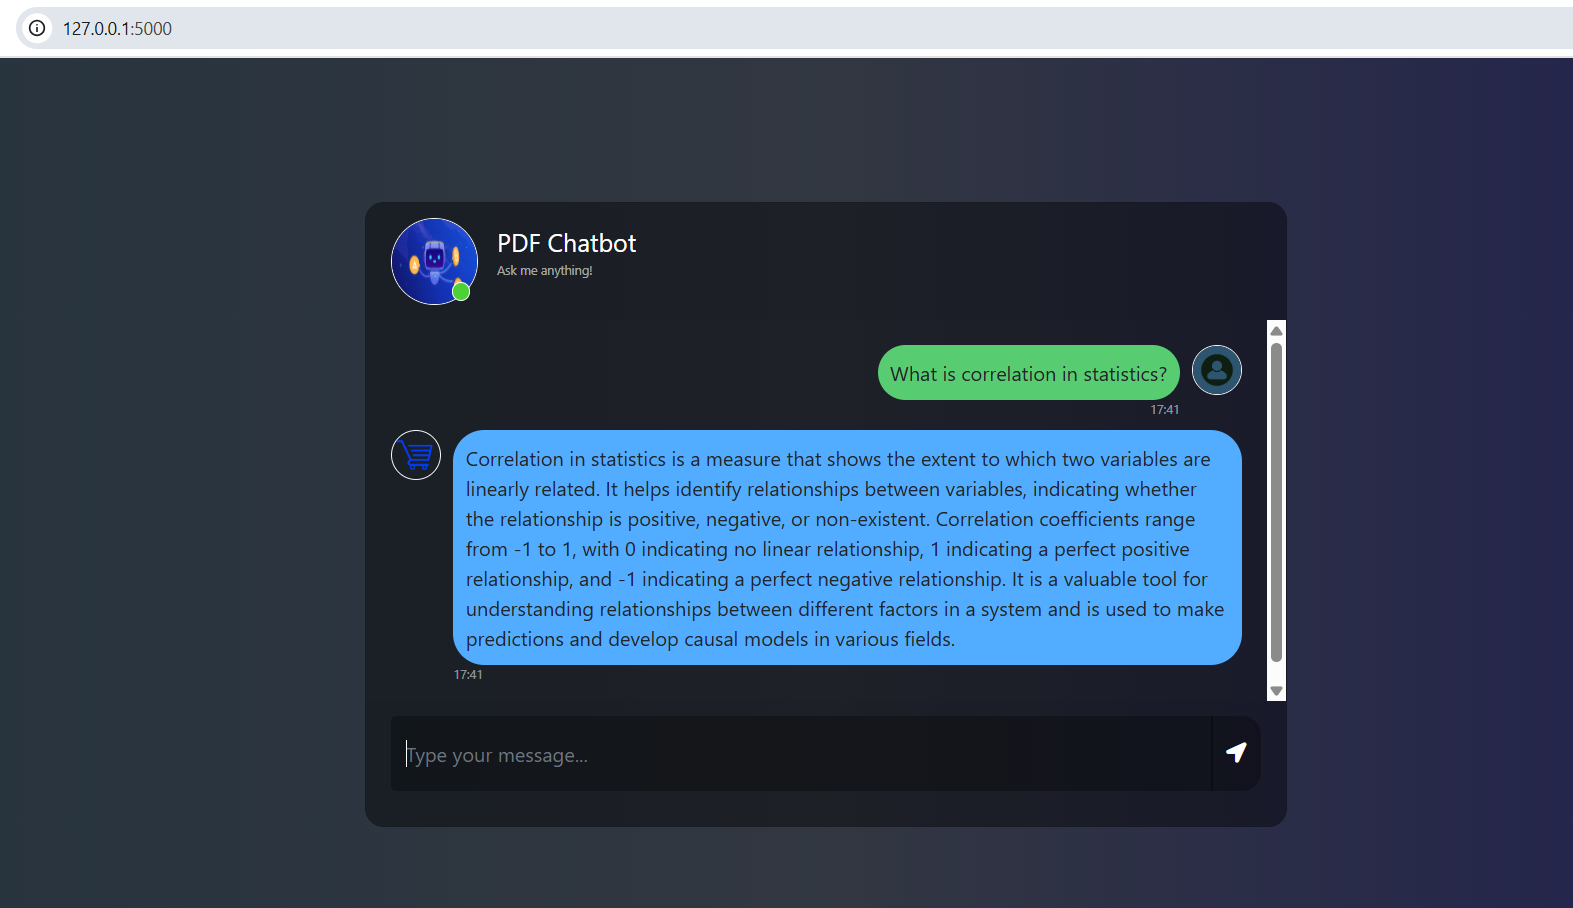 127.0.0.1:5000
PDF Chatbot
Ask me anything!
What is correlation in statistics?
17:41
Correlation in statistics is a measure that shows the extent to which two variables are
linearly related. It helps identify relationships between variables, indicating whether
the relationship is positive, negative, or non-existent. Correlation coefficients range
from -1 to 1, with 0 indicating no linear relationship, 1 indicating a perfect positive
relationship, and -1 indicating a perfect negative relationship. It is a valuable tool for
understanding relationships between different factors in a system and is used to make
predictions and develop causal models in various fields.
17:41
Type your message...